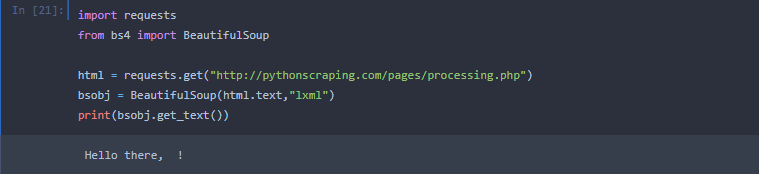 In [21]:
import requests
from bs4 import BeautifulSoup
html = requests.get("http://pythonscraping.com/pages/processing.php")
bsobj = BeautifulSoup(html.text,"lxml")
print(bsobj.get_text())
Hello there,  !